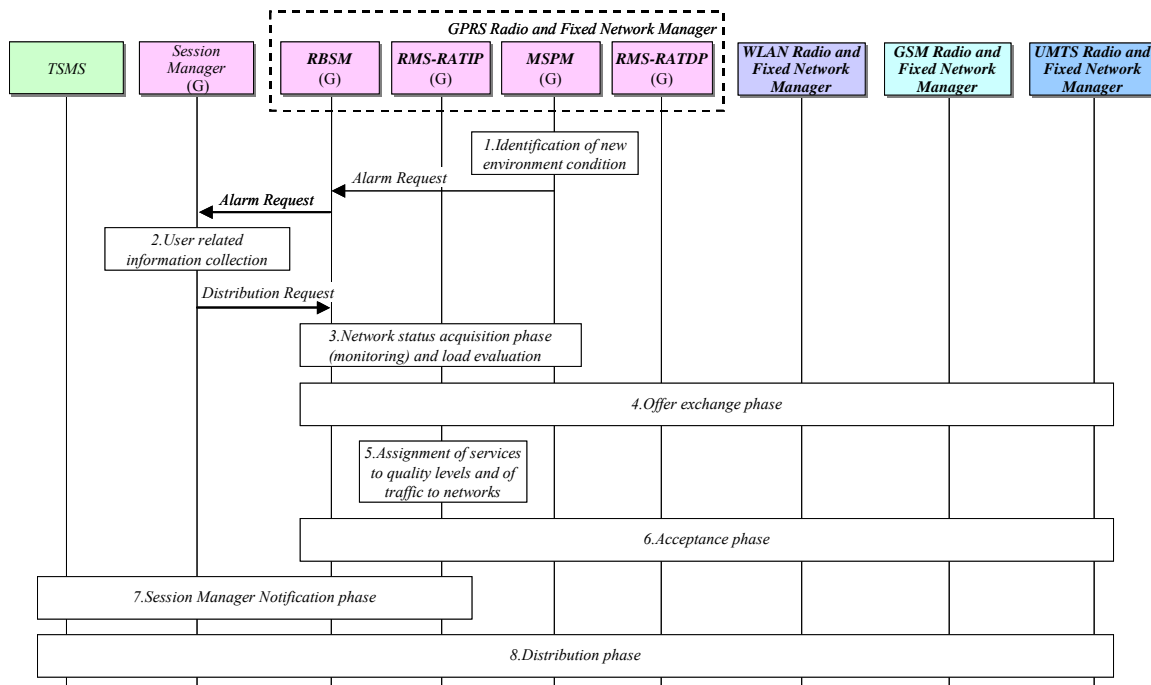 GPRS Radio and Fixed Network Manager
TSMS
Session
Manager
(G)
RBSM
(G)
RMS-RATIP
(G)
MSPM
(G)
RMS-RATDP
(G)
WLAN Radio and
Fixed Network
Manager
GSM Radio and
Fixed Network
Manager
UMTS Radio and
Fixed Network
Manager
1.Identification of new
environment condition
Alarm Request
Alarm Request
2.User related
information collection
Distribution Request
3.Network status acquisition phase
(monitoring) and load evaluation
4.Offer exchange phase
5.Assignment of services
to quality levels and of
traffic to networks
6.Acceptance phase
7.Session Manager Notification phase
8.Distribution phase